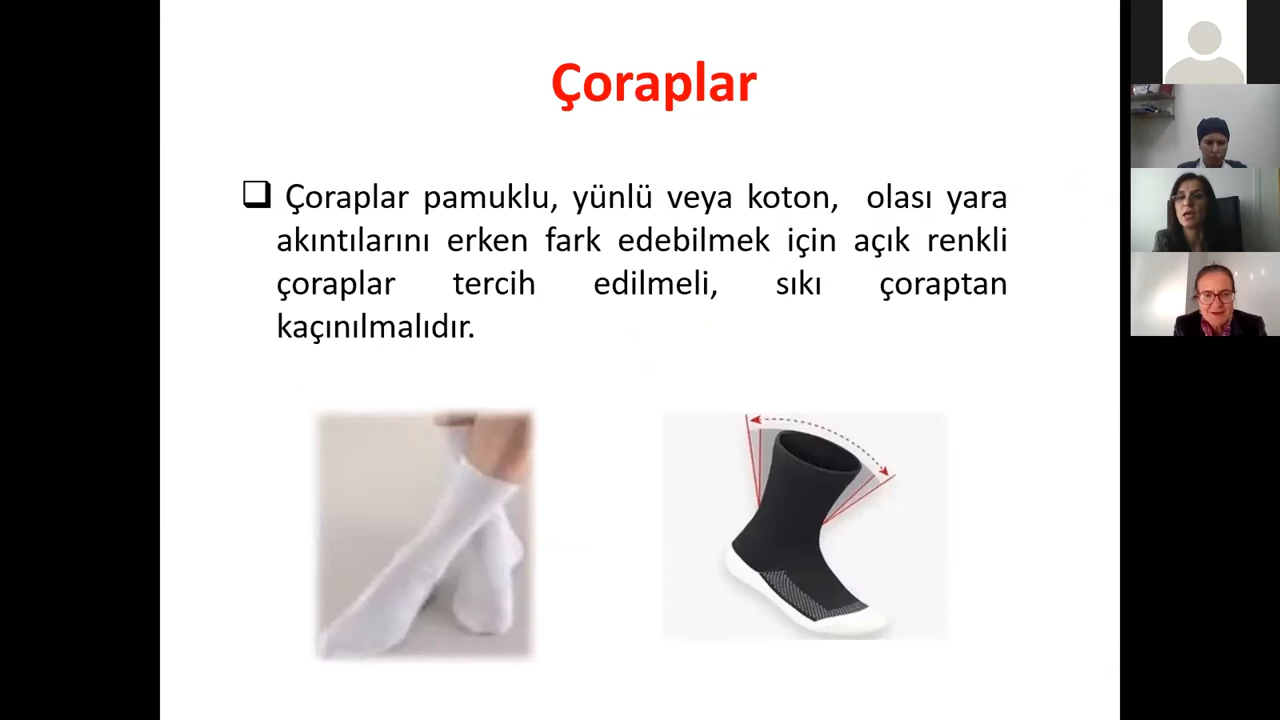 Çoraplar
Çoraplar pamuklu, yünlü veya koton, olası yara
akıntılarını erken fark edebilmek için açık renkli
çoraplar tercih edilmeli, sıkı çoraptan
kaçınılmalıdır.